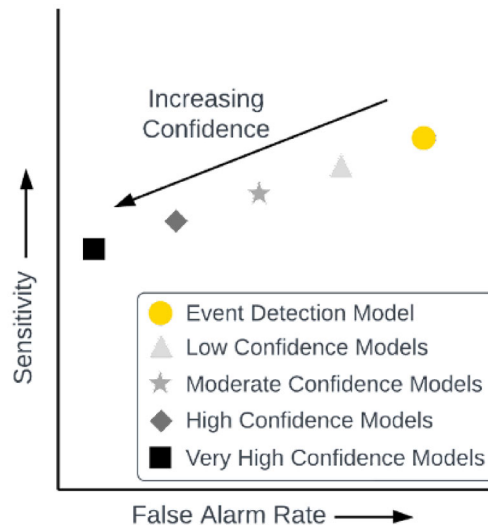 Increasing
Confidence
Sensitivity
Event Detection Model
Low Confidence Models
Moderate Confidence Models
High Confidence Models
Very High Confidence Models
False Alarm Rate